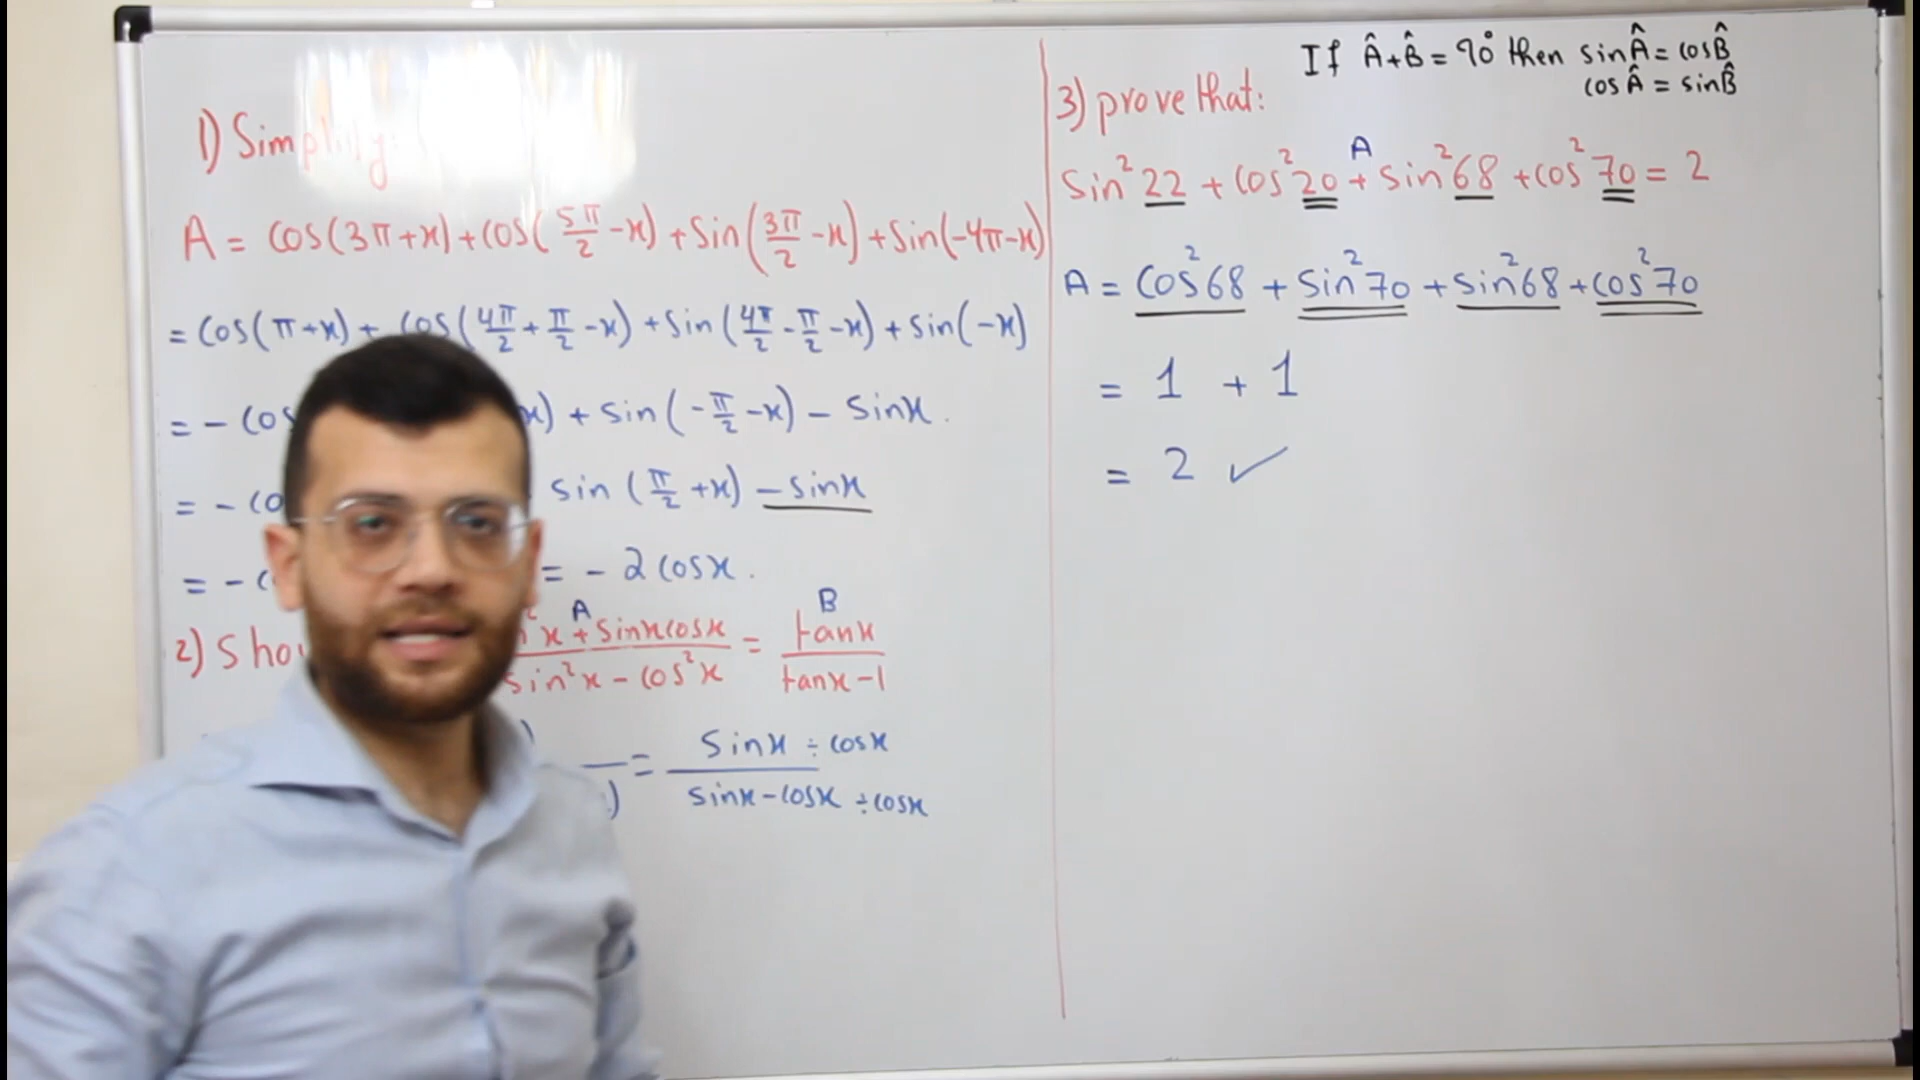 1) Simplify
A = cos(3π+x)+cos(5π/2-x)+sin(3π/2-x)+sin(-4π-x)
= cos(π+x)+ cos(4π/2+π/2-x)+sin(4π/2-π/2-x)+sin(-x)
= -cos x)+sin(-π/2-x)-sinx.
= -co sin(π/2+x)-sinx
= -c = -2cosx.
2) Sho ²x+sinxcosx/sin²x-cos²x = tanx/tanx-1
A B
) = sinx÷cosx/sinx-cosx÷cosx
If Â+B̂=90° then sinÂ=cosB̂
cosÂ=sinB̂
3) prove that:
A
sin²22+cos²20+sin²68+cos²70=2
A = cos²68+sin²70+sin²68+cos²70
= 1 + 1
= 2 ✓